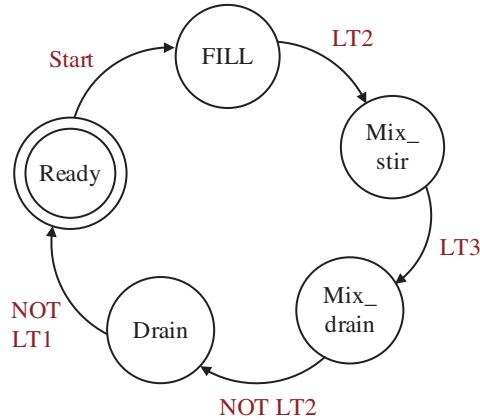 Start
FILL
LT2
Mix_
stir
Ready
LT3
Mix_
drain
Drain
NOT
LT1
NOT LT2